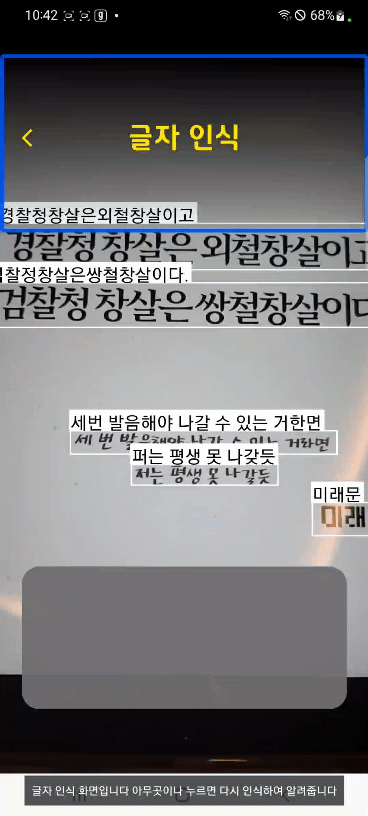 10:42
68%
글자 인식
경찰청창살은외철창살이고
경찰청 창살은 외철창살이고
검찰정창살은쌍철창살이다.
검찰청 창살은 쌍철창살이다
세번 발음해야 나갈 수 있는 거한면
세 번 발음해야 나갈 수 있는 거라면
퍼는 평생 못 나갖듯
저는 평생 못 나갈듯
미래문
미래
글자 인식 화면입니다 아무곳이나 누르면 다시 인식하여 알려줍니다